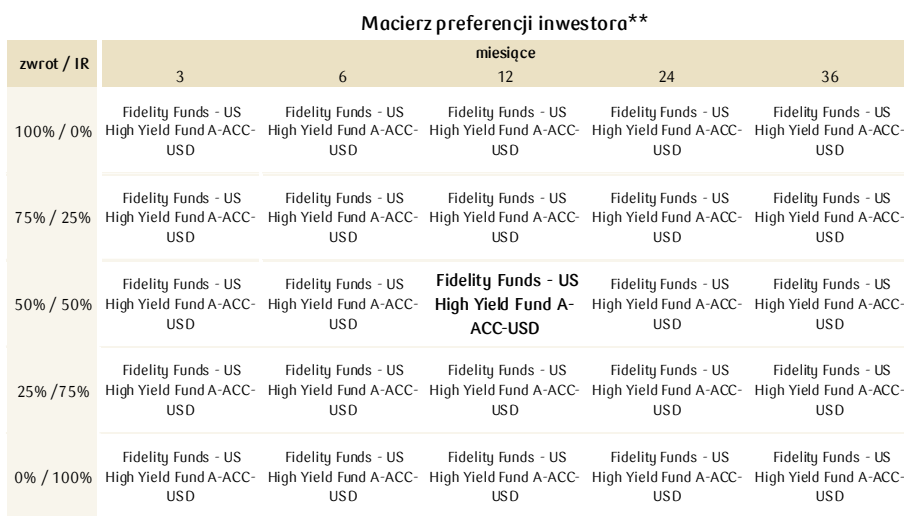 Macierz preferencji inwestora**
zwrot / IR
miesiące
3 6 12 24 36
100% / 0%
Fidelity Funds - US Fidelity Funds - US Fidelity Funds - US Fidelity Funds - US Fidelity Funds - US
High Yield Fund A-ACC- High Yield Fund A-ACC- High Yield Fund A-ACC- High Yield Fund A-ACC- High Yield Fund A-ACC-
USD USD USD USD USD
75% / 25%
Fidelity Funds - US Fidelity Funds - US Fidelity Funds - US Fidelity Funds - US Fidelity Funds - US
High Yield Fund A-ACC- High Yield Fund A-ACC- High Yield Fund A-ACC- High Yield Fund A-ACC- High Yield Fund A-ACC-
USD USD USD USD USD
50% / 50%
Fidelity Funds - US Fidelity Funds - US Fidelity Funds - US Fidelity Funds - US Fidelity Funds - US
High Yield Fund A-ACC- High Yield Fund A-ACC- High Yield Fund A- High Yield Fund A-ACC- High Yield Fund A-ACC-
USD USD ACC-USD USD USD
25% /75%
Fidelity Funds - US Fidelity Funds - US Fidelity Funds - US Fidelity Funds - US Fidelity Funds - US
High Yield Fund A-ACC- High Yield Fund A-ACC- High Yield Fund A-ACC- High Yield Fund A-ACC- High Yield Fund A-ACC-
USD USD USD USD USD
0% / 100%
Fidelity Funds - US Fidelity Funds - US Fidelity Funds - US Fidelity Funds - US Fidelity Funds - US
High Yield Fund A-ACC- High Yield Fund A-ACC- High Yield Fund A-ACC- High Yield Fund A-ACC- High Yield Fund A-ACC-
USD USD USD USD USD